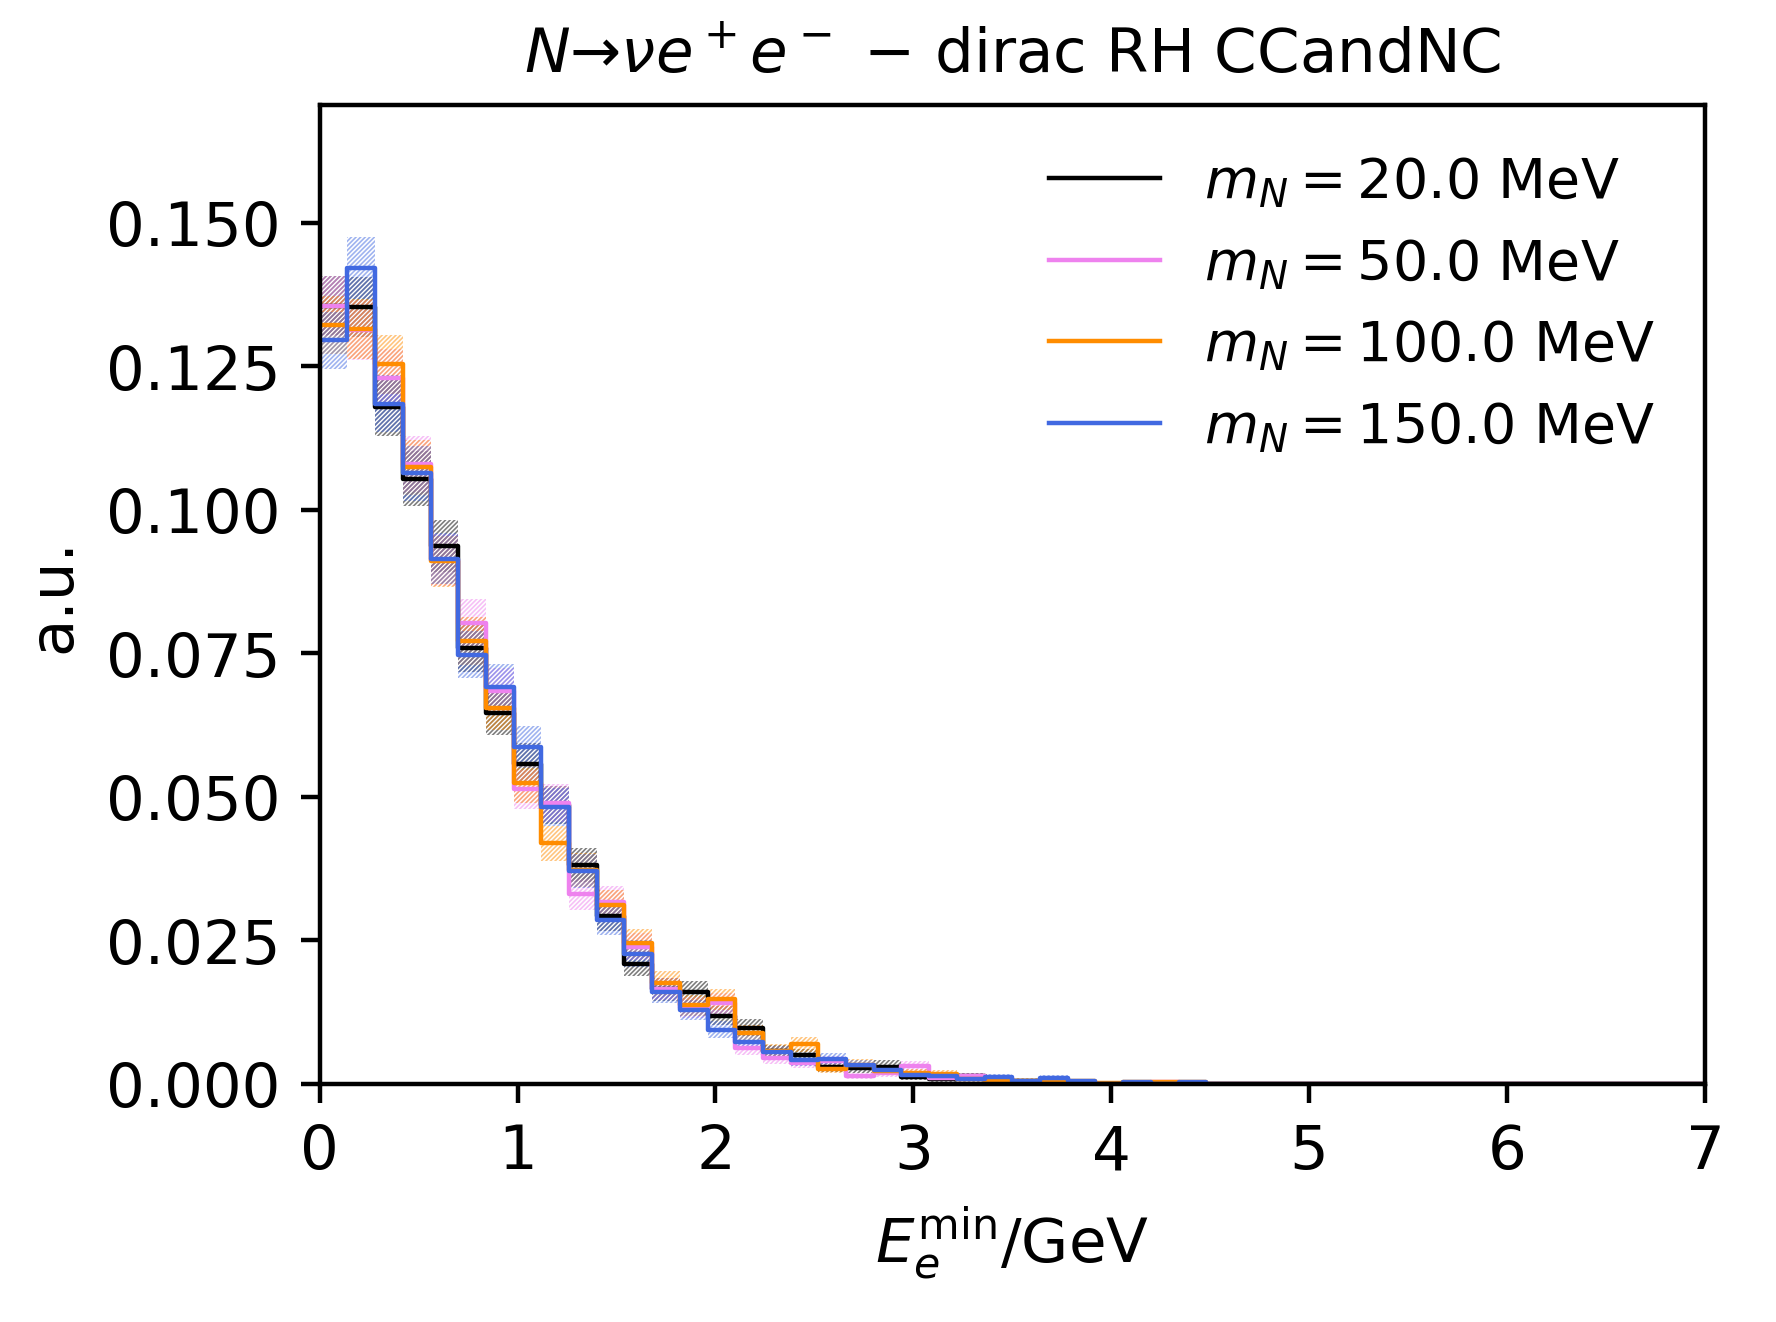 N→νe⁺e⁻ − dirac RH CCandNC
m_N = 20.0 MeV
m_N = 50.0 MeV
m_N = 100.0 MeV
m_N = 150.0 MeV
0.150
0.125
0.100
0.075
0.050
0.025
0.000
a.u.
0 1 2 3 4 5 6 7
E_e^min/GeV